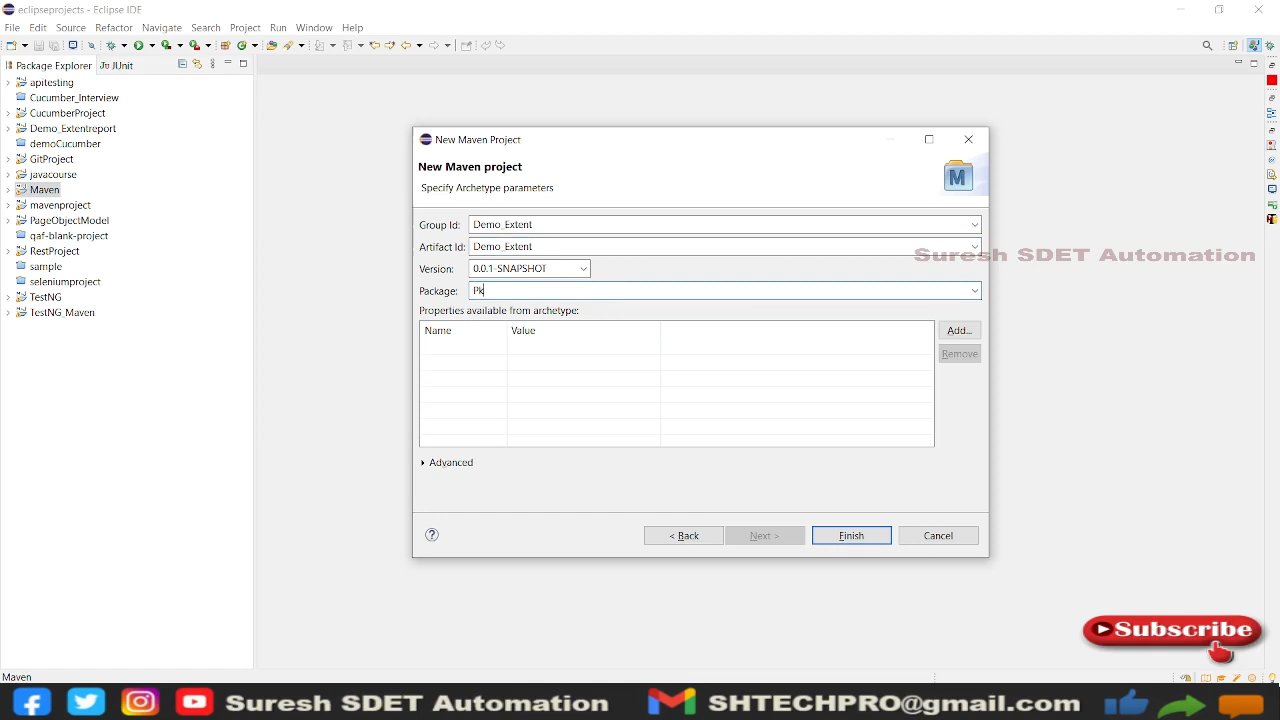 eclipseprojects - Eclipse IDE
File Edit Source Refactor Navigate Search Project Run Window Help
Package Explorer JUnit
apitesting
Cucumber_Interview
CucumberProject
Demo_Extentreport
demoCucumber
GitProject
javacourse
Maven
mavenproject
PageObjectModel
qaf-blank-project
RestProject
sample
seleniumproject
TestNG
TestNG_Maven
New Maven Project
New Maven project
Specify Archetype parameters
M
Group Id: Demo_Extent
Artifact Id: Demo_Extent
Version: 0.0.1-SNAPSHOT
Package: Pk
Properties available from archetype:
Name Value
Add...
Remove
Advanced
< Back Next > Finish Cancel
Suresh SDET Automation
Subscribe
Maven
Suresh SDET Automation SHTECHPRO@gmail.com